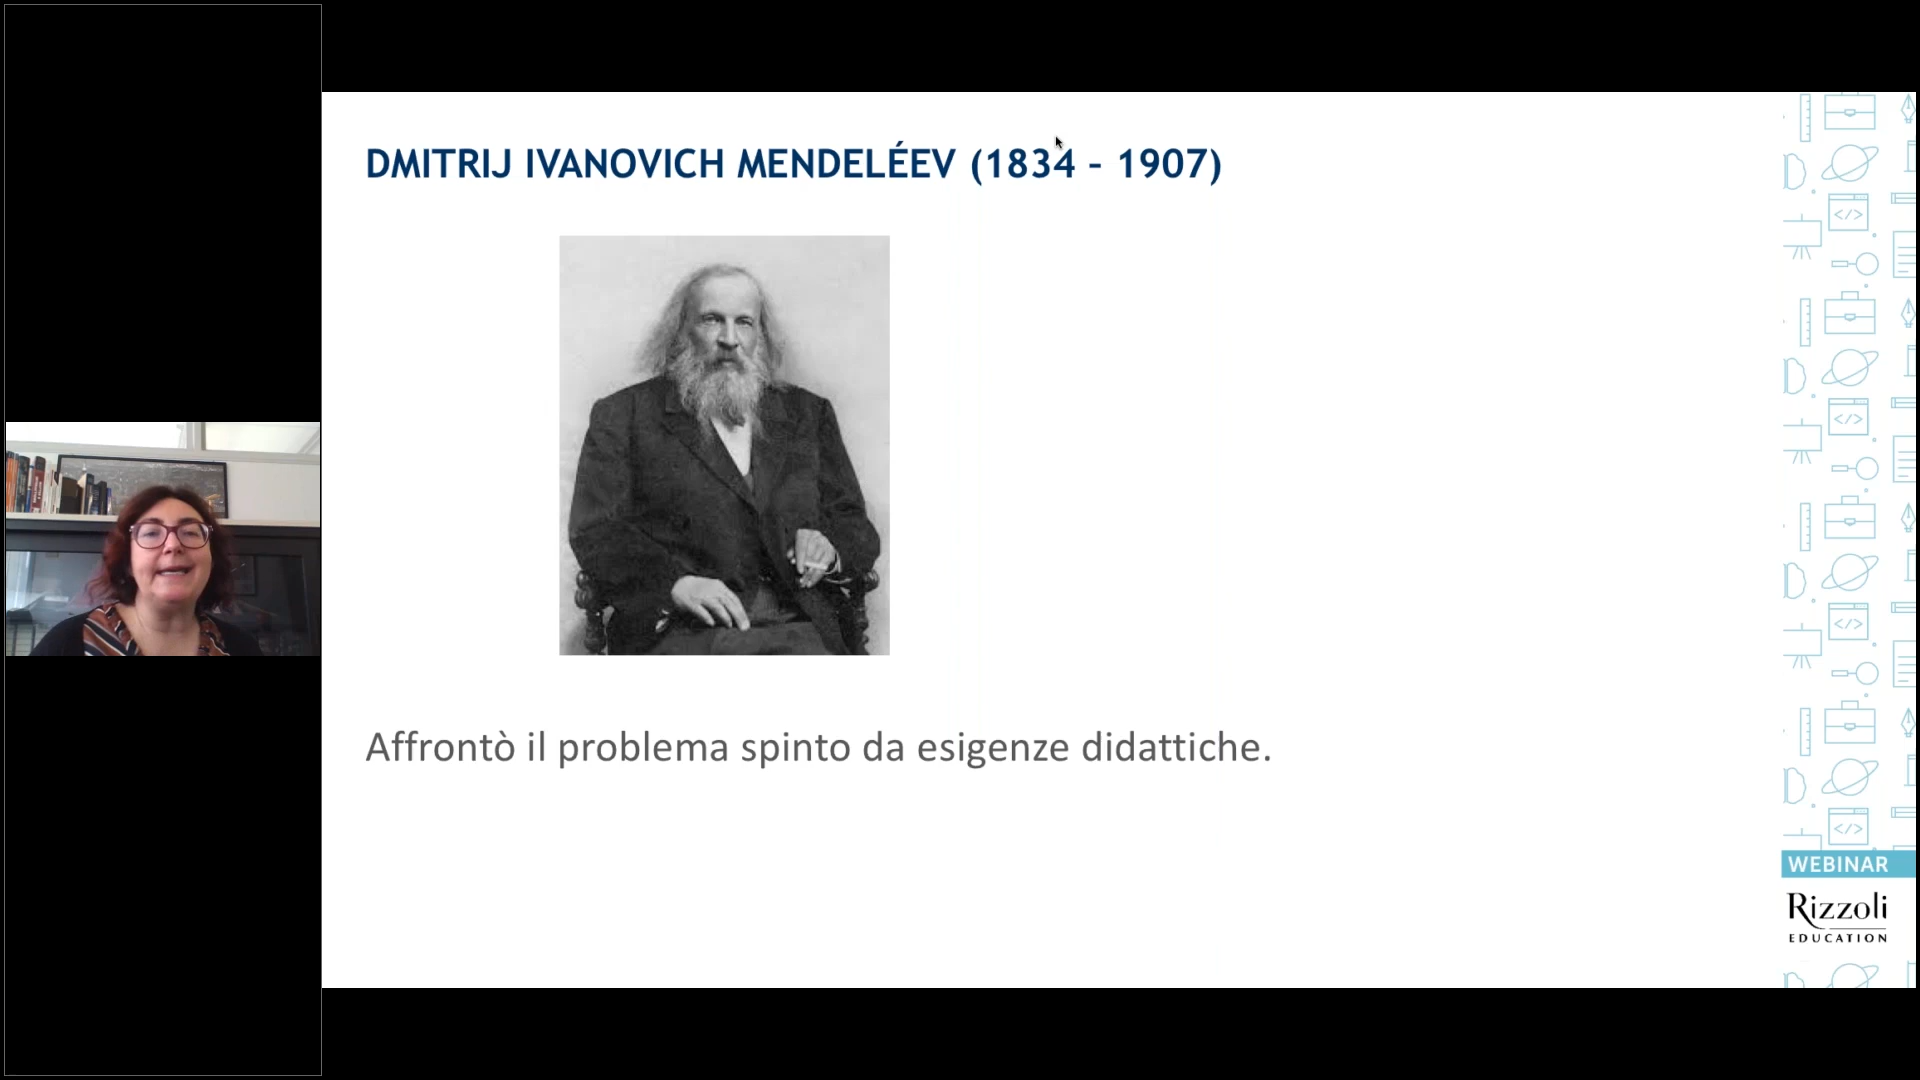 DMITRIJ IVANOVICH MENDELÉEV (1834 – 1907)
Affrontò il problema spinto da esigenze didattiche.
WEBINAR
Rizzoli
EDUCATION